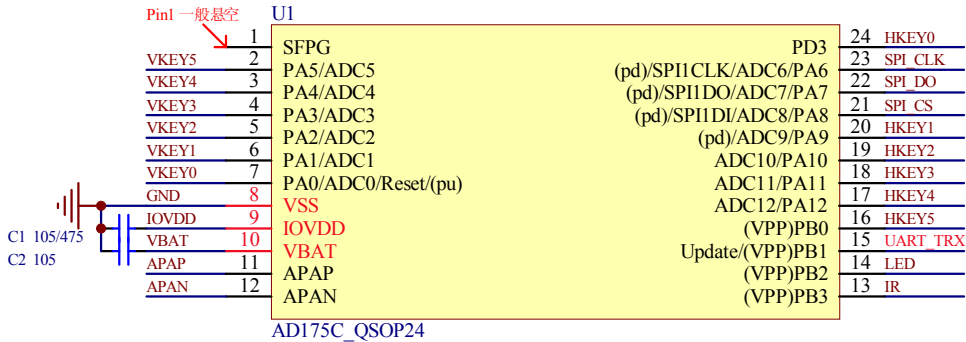 Pin1 一般悬空
U1
1 SFPG PD3 24 HKEY0
VKEY5 2 PA5/ADC5 (pd)/SPI1CLK/ADC6/PA6 23 SPI_CLK
VKEY4 3 PA4/ADC4 (pd)/SPI1DO/ADC7/PA7 22 SPI_DO
VKEY3 4 PA3/ADC3 (pd)/SPI1DI/ADC8/PA8 21 SPI_CS
VKEY2 5 PA2/ADC2 (pd)/ADC9/PA9 20 HKEY1
VKEY1 6 PA1/ADC1 ADC10/PA10 19 HKEY2
VKEY0 7 PA0/ADC0/Reset/(pu) ADC11/PA11 18 HKEY3
GND 8 VSS ADC12/PA12 17 HKEY4
IOVDD 9 IOVDD (VPP)PB0 16 HKEY5
C1 105/475
VBAT 10 VBAT Update/(VPP)PB1 15 UART_TRX
C2 105
APAP 11 APAP (VPP)PB2 14 LED
APAN 12 APAN (VPP)PB3 13 IR
AD175C_QSOP24